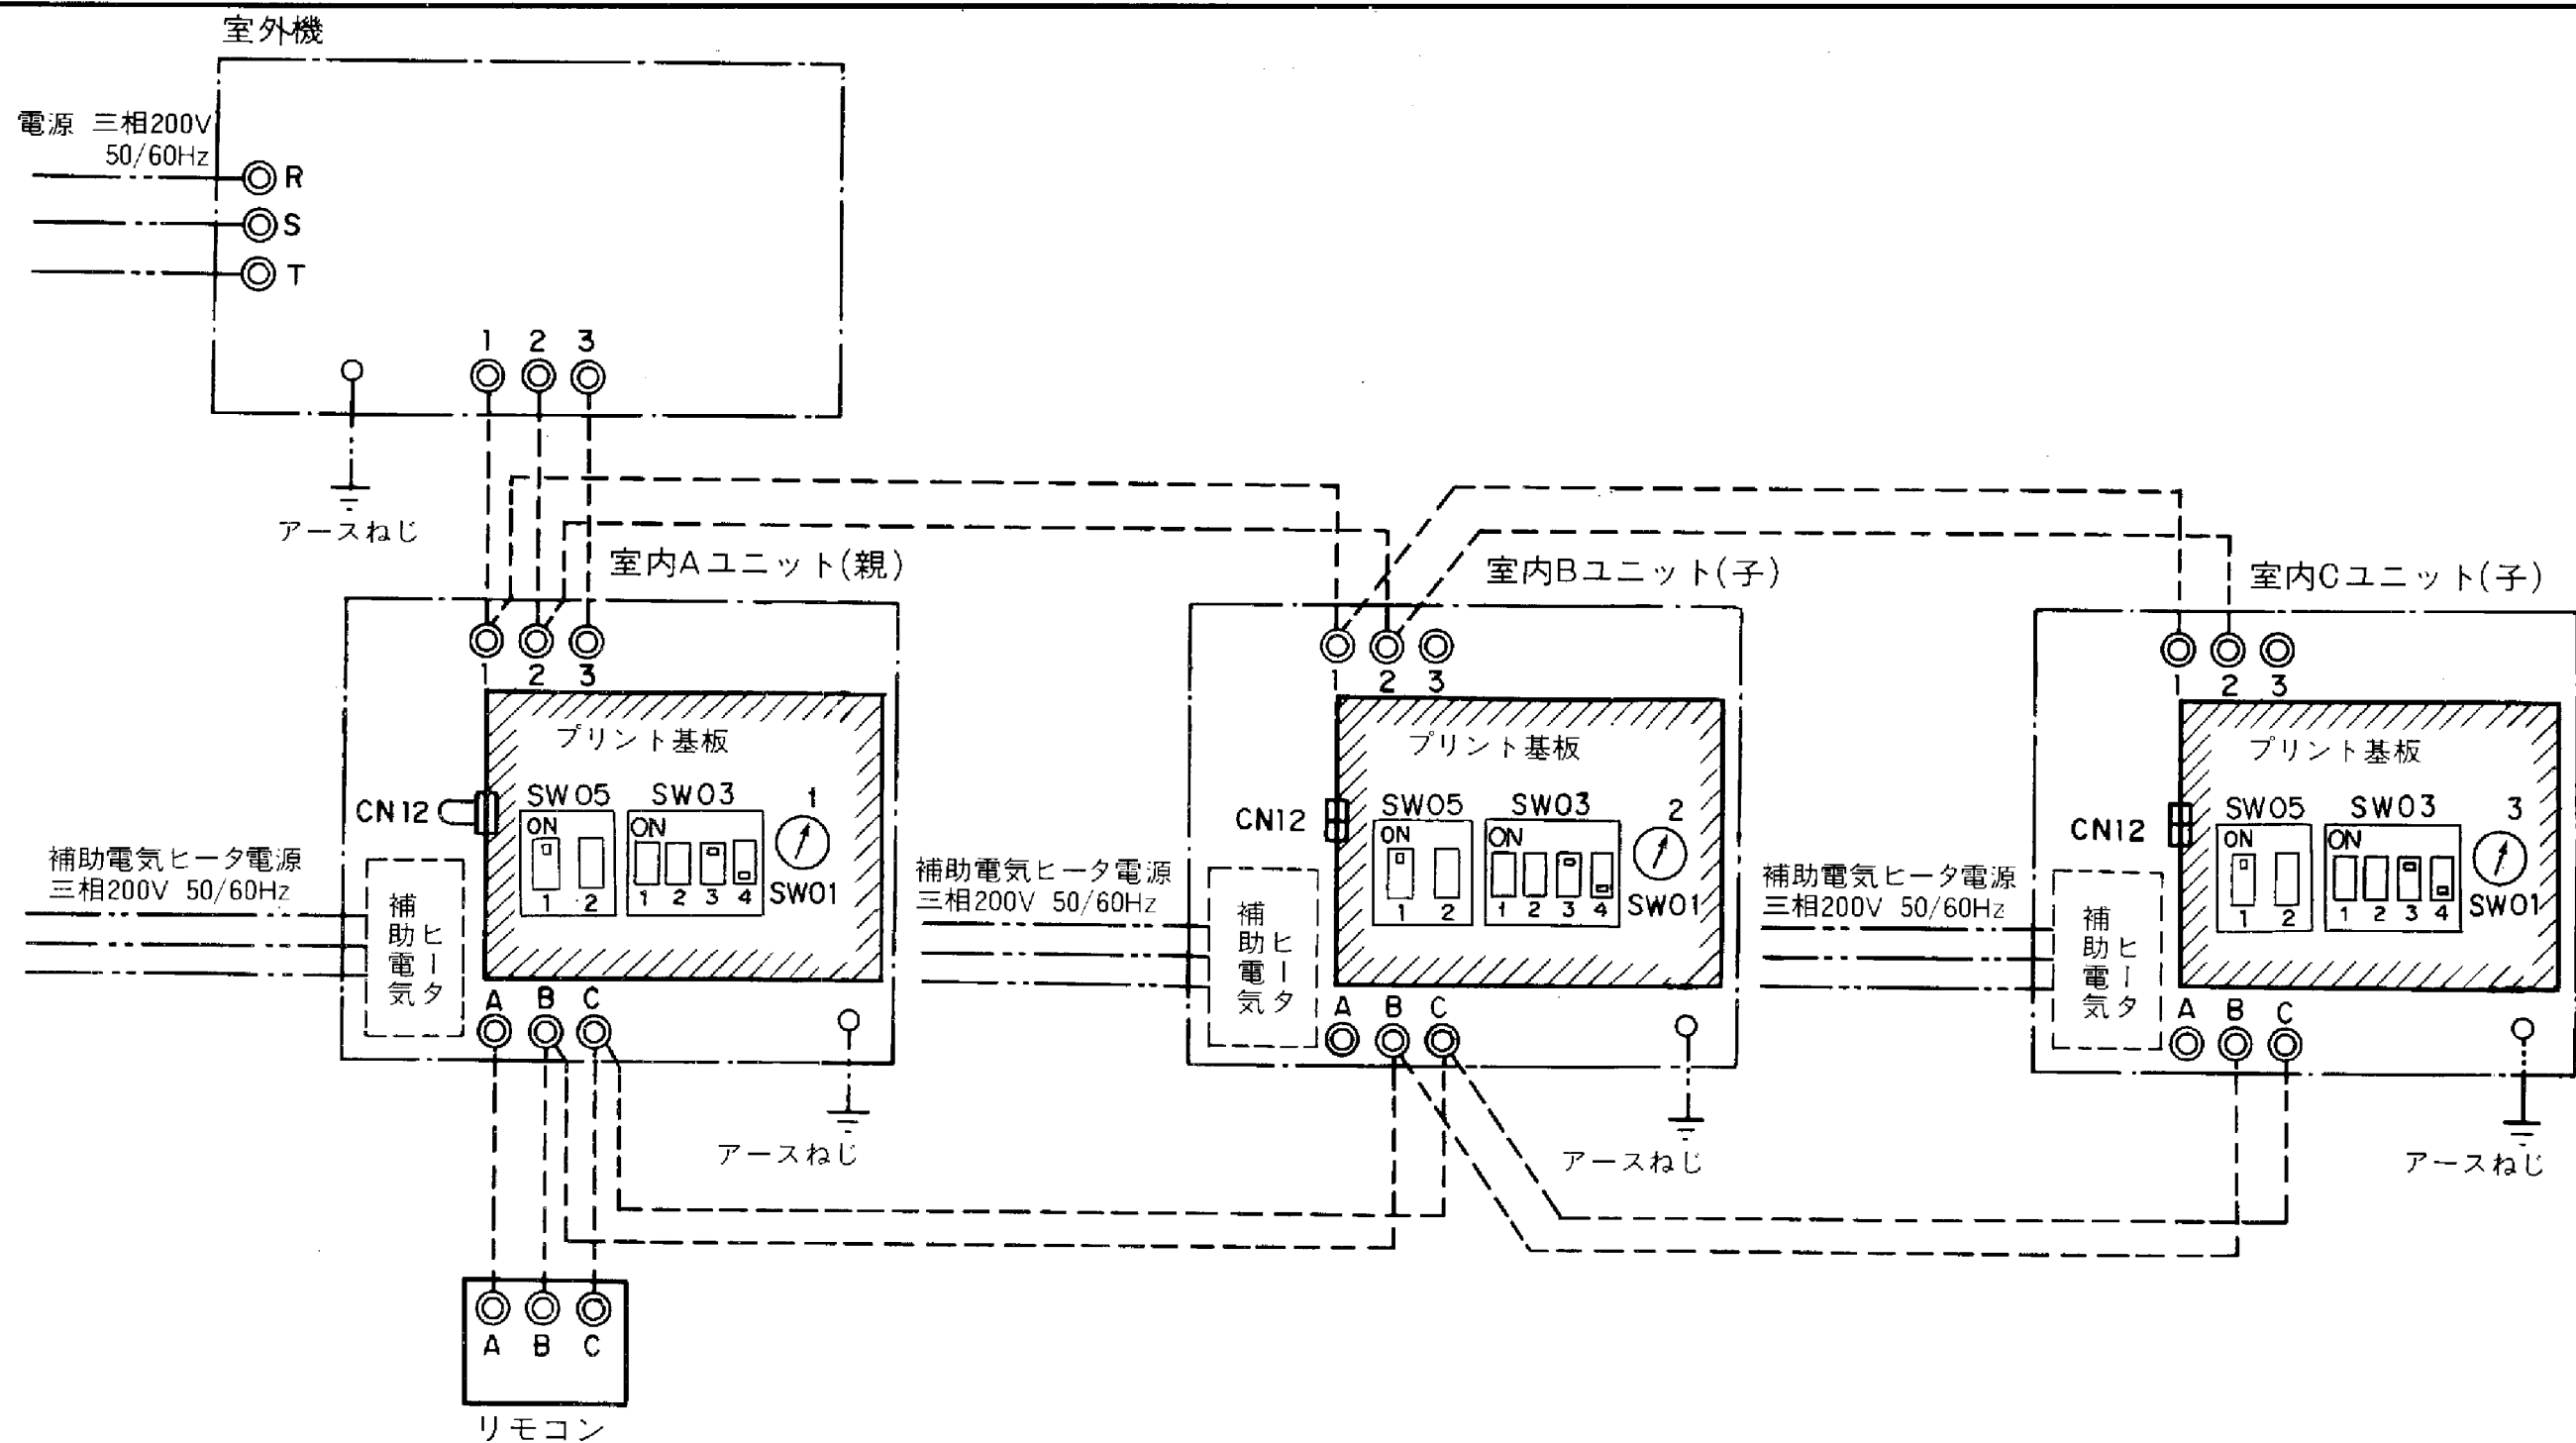 室外機
電源 三相200V
50/60Hz
R
S
T
1 2 3
アースねじ
室内Aユニット(親)
1 2 3
プリント基板
CN12
SW05
ON
1 2
SW03
ON
1 2 3 4
1
SW01
補助電気ヒータ電源
三相200V 50/60Hz
補助電気
ヒータ
A B C
アースねじ
室内Bユニット(子)
1 2 3
プリント基板
CN12
SW05
ON
1 2
SW03
ON
1 2 3 4
2
SW01
補助電気ヒータ電源
三相200V 50/60Hz
補助電気
ヒータ
A B C
アースねじ
室内Cユニット(子)
1 2 3
プリント基板
CN12
SW05
ON
1 2
SW03
ON
1 2 3 4
3
SW01
補助電気ヒータ電源
三相200V 50/60Hz
補助電気
ヒータ
A B C
アースねじ
A B C
リモコン